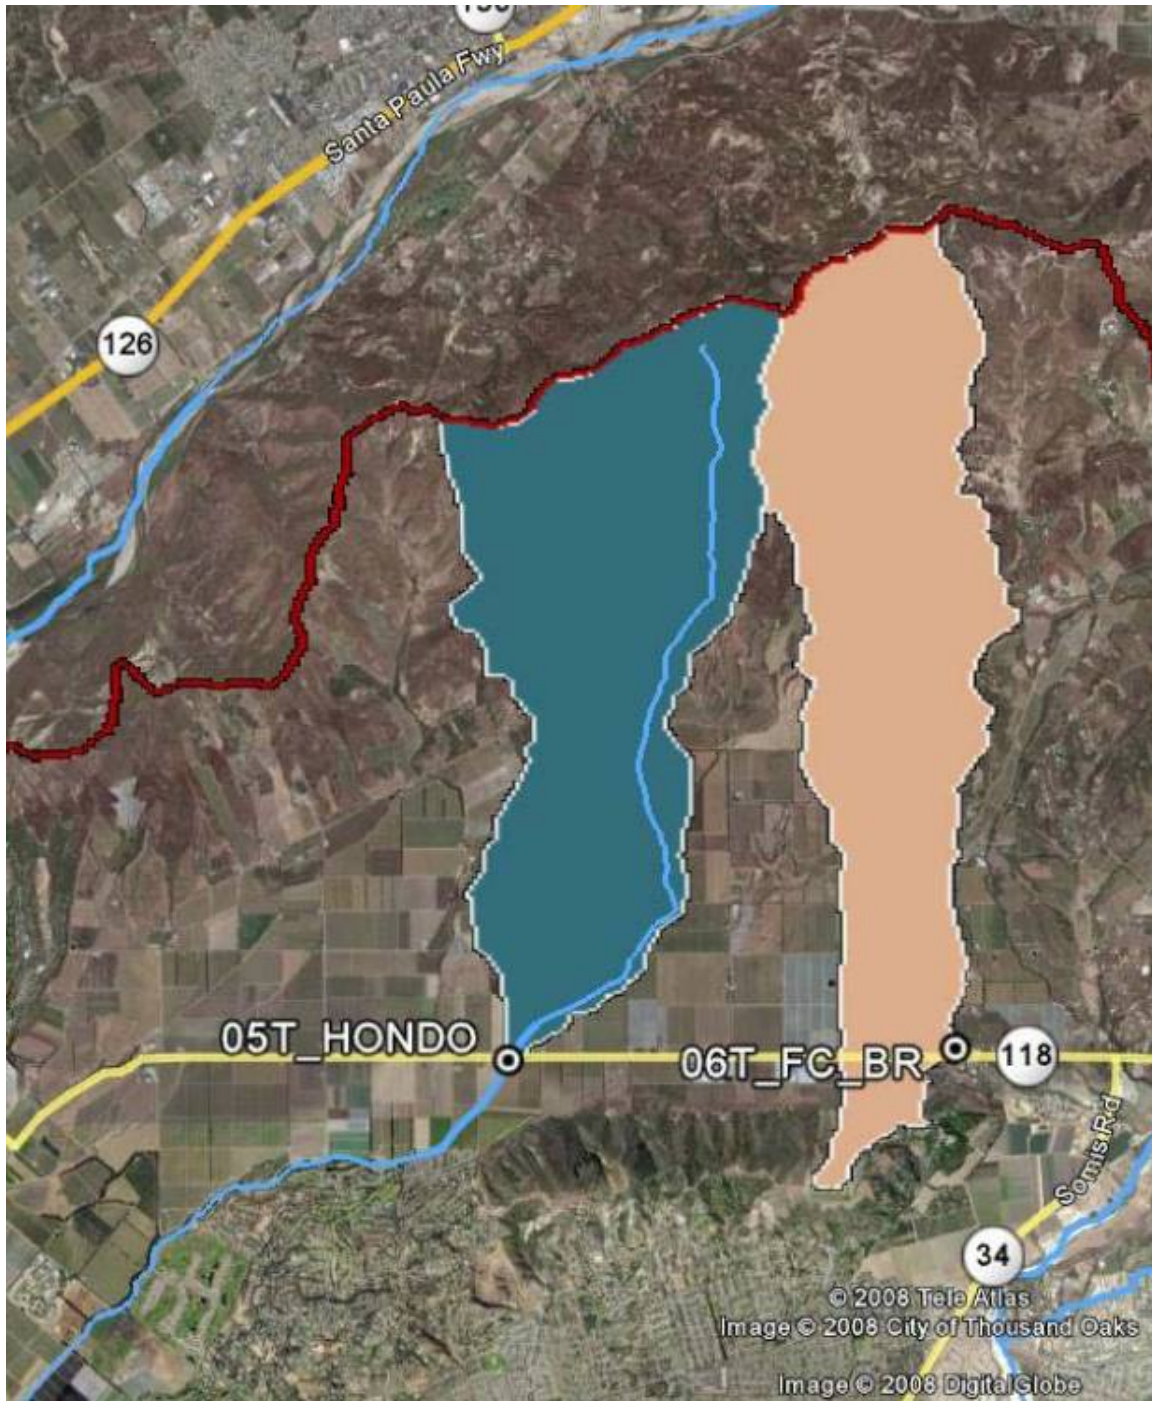 Santa Paula Fwy
126
05T_HONDO
06T_FC_BR
118
Somis Rd
34
© 2008 Tele Atlas
Image © 2008 City of Thousand Oaks
Image © 2008 DigitalGlobe